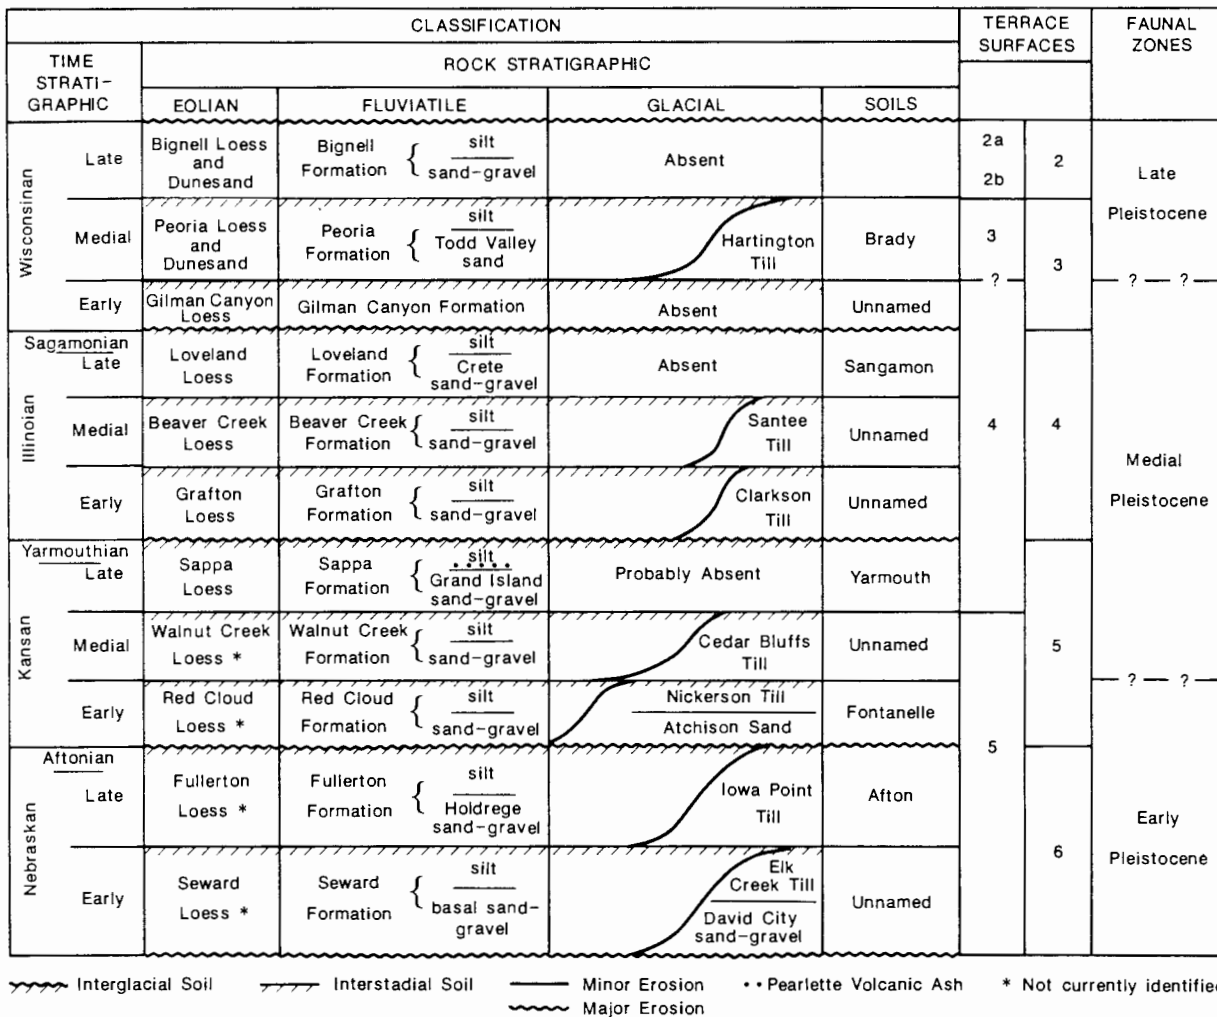 CLASSIFICATION
TERRACE SURFACES
FAUNAL ZONES
TIME STRATI-GRAPHIC
ROCK STRATIGRAPHIC
EOLIAN
FLUVIATILE
GLACIAL
SOILS
Wisconsinan
Late
Bignell Loess
and
Dunesand
Bignell
Formation
{
silt
sand-gravel
Absent
2a
2b
2
Late
Pleistocene
Medial
Peoria Loess
and
Dunesand
Peoria
Formation
{
silt
Todd Valley
sand
Hartington
Till
Brady
3
?
3
? ?
Early
Gilman Canyon
Loess
Gilman Canyon Formation
Absent
Unnamed
Sagamonian
Illinoian
Late
Loveland
Loess
Loveland
Formation
{
silt
Crete
sand-gravel
Absent
Sangamon
Medial
Beaver Creek
Loess
Beaver Creek
Formation
{
silt
sand-gravel
Santee
Till
Unnamed
4
4
Medial
Pleistocene
Early
Grafton
Loess
Grafton
Formation
{
silt
sand-gravel
Clarkson
Till
Unnamed
Yarmouthian
Kansan
Late
Sappa
Loess
Sappa
Formation
{
silt
Grand Island
sand-gravel
Probably Absent
Yarmouth
Medial
Walnut Creek
Loess *
Walnut Creek
Formation
{
silt
sand-gravel
Cedar Bluffs
Till
Unnamed
5
? ?
Early
Red Cloud
Loess *
Red Cloud
Formation
{
silt
sand-gravel
Nickerson Till
Atchison Sand
Fontanelle
5
Aftonian
Nebraskan
Late
Fullerton
Loess *
Fullerton
Formation
{
silt
Holdrege
sand-gravel
Iowa Point
Till
Afton
6
Early
Pleistocene
Early
Seward
Loess *
Seward
Formation
{
silt
basal sand-
gravel
Elk
Creek Till
David City
sand-gravel
Unnamed
Interglacial Soil
Interstadial Soil
Minor Erosion
Major Erosion
Pearlette Volcanic Ash
* Not currently identified